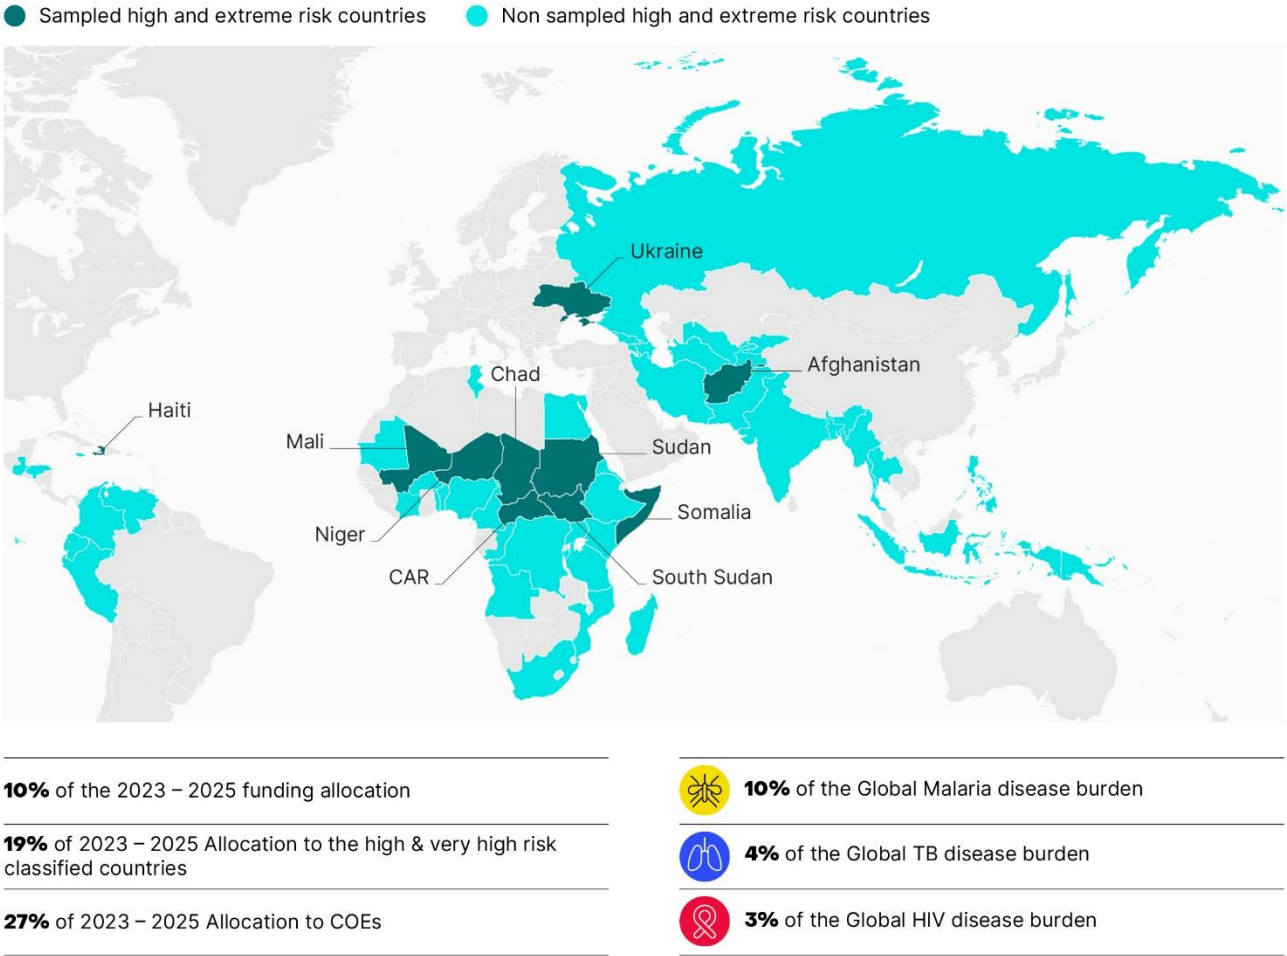 Sampled high and extreme risk countries
Non sampled high and extreme risk countries
Ukraine
Afghanistan
Chad
Haiti
Mali
Sudan
Somalia
Niger
CAR
South Sudan
10% of the 2023 – 2025 funding allocation
19% of 2023 – 2025 Allocation to the high & very high risk
classified countries
27% of 2023 – 2025 Allocation to COEs
10% of the Global Malaria disease burden
4% of the Global TB disease burden
3% of the Global HIV disease burden